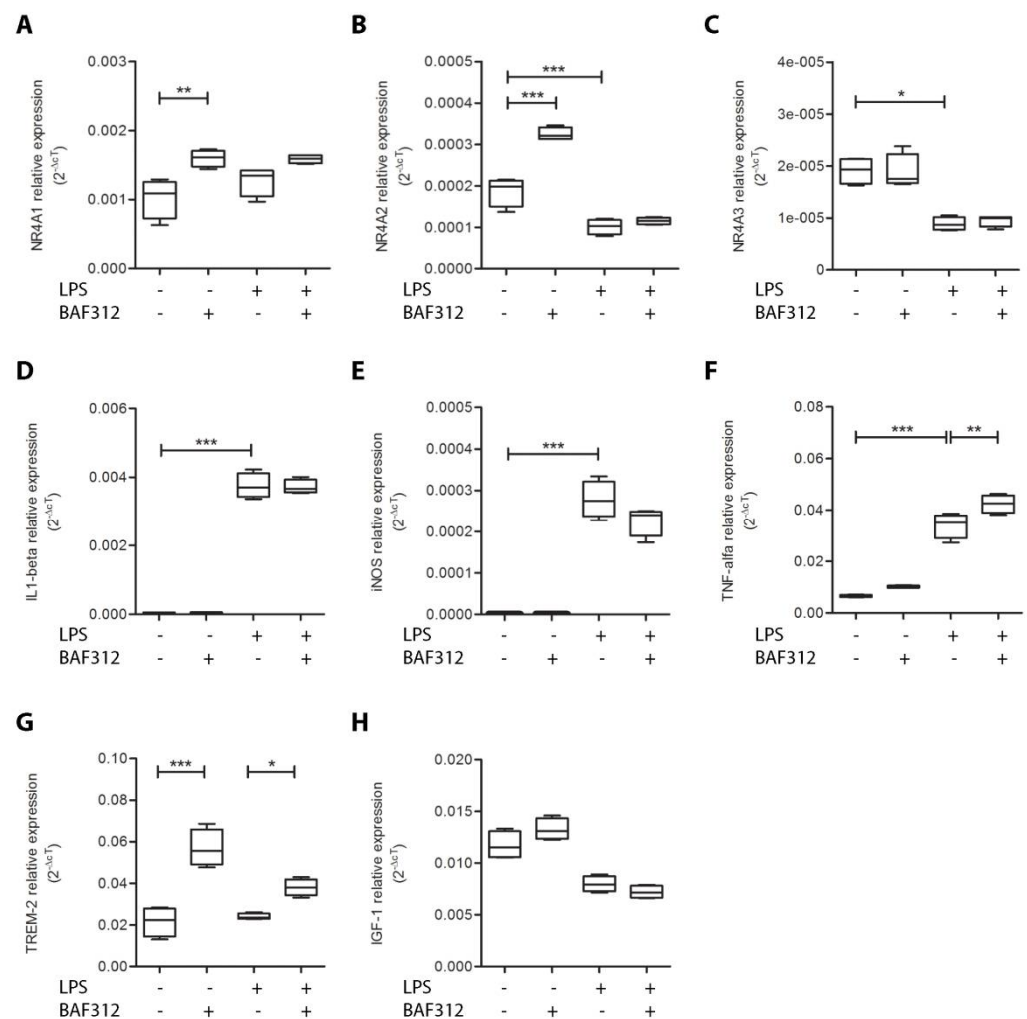 A
NR4A1 relative expression
(2-ΔcT)
0.003
0.002
0.001
0.000
**
LPS - - + +
BAF312 - + - +
B
NR4A2 relative expression
(2-ΔcT)
0.0005
0.0004
0.0003
0.0002
0.0001
0.0000
***
***
LPS - - + +
BAF312 - + - +
C
NR4A3 relative expression
(2-ΔcT)
4e-005
3e-005
2e-005
1e-005
0
*
LPS - - + +
BAF312 - + - +
D
IL1-beta relative expression
(2-ΔcT)
0.006
0.004
0.002
0.000
***
LPS - - + +
BAF312 - + - +
E
iNOS relative expression
(2-ΔcT)
0.0005
0.0004
0.0003
0.0002
0.0001
0.0000
***
LPS - - + +
BAF312 - + - +
F
TNF-alfa relative expression
(2-ΔcT)
0.08
0.06
0.04
0.02
0.00
*** **
LPS - - + +
BAF312 - + - +
G
TREM-2 relative expression
(2-ΔcT)
0.10
0.08
0.06
0.04
0.02
0.00
*** *
LPS - - + +
BAF312 - + - +
H
IGF-1 relative expression
(2-ΔcT)
0.020
0.015
0.010
0.005
0.000
LPS - - + +
BAF312 - + - +